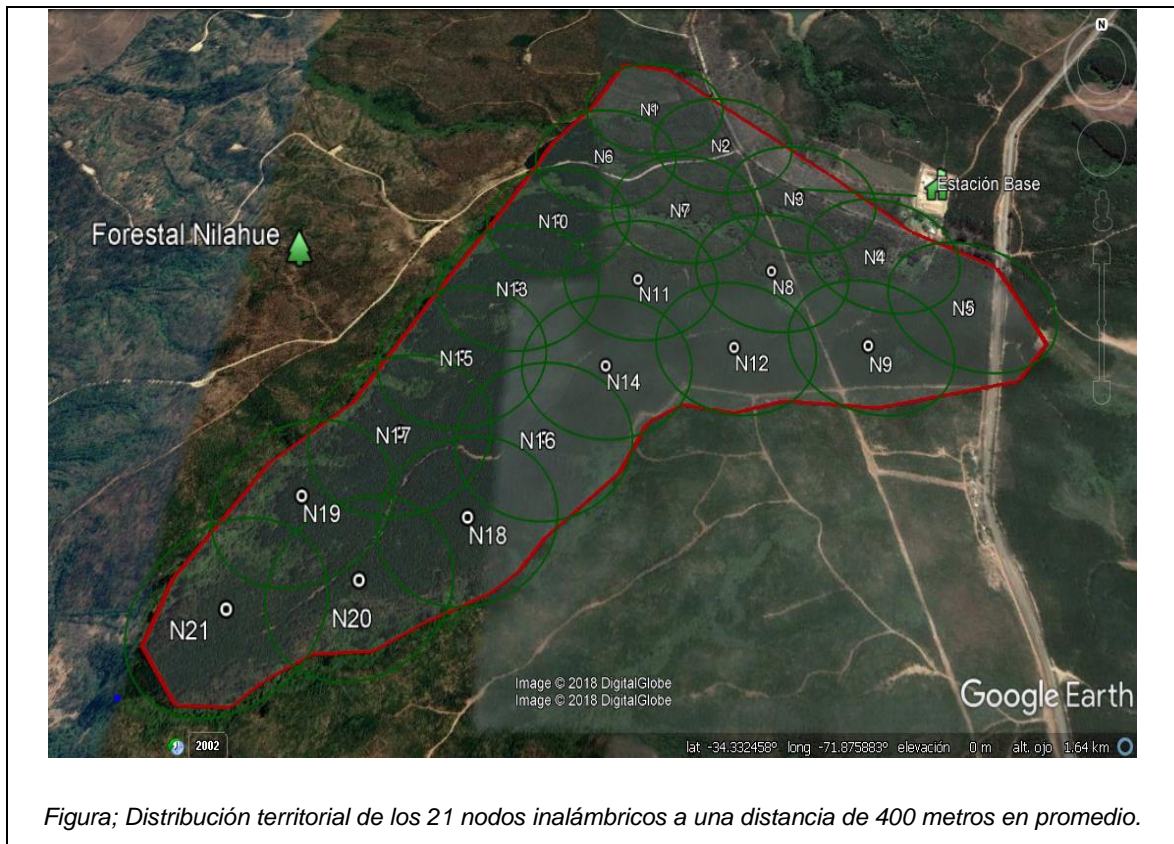 N
N1
N2
N6
Estación Base
N3
N7
N10
Forestal Nilahue
N4
N11
N8
N13
N5
N15
N12
N9
N14
N17
N16
N19
N18
N20
N21
Image © 2018 DigitalGlobe
Image © 2018 DigitalGlobe
Google Earth
2002
lat -34.332458° long -71.875883° elevación 0 m alt. ojo 1.64 km
Figura; Distribución territorial de los 21 nodos inalámbricos a una distancia de 400 metros en promedio.